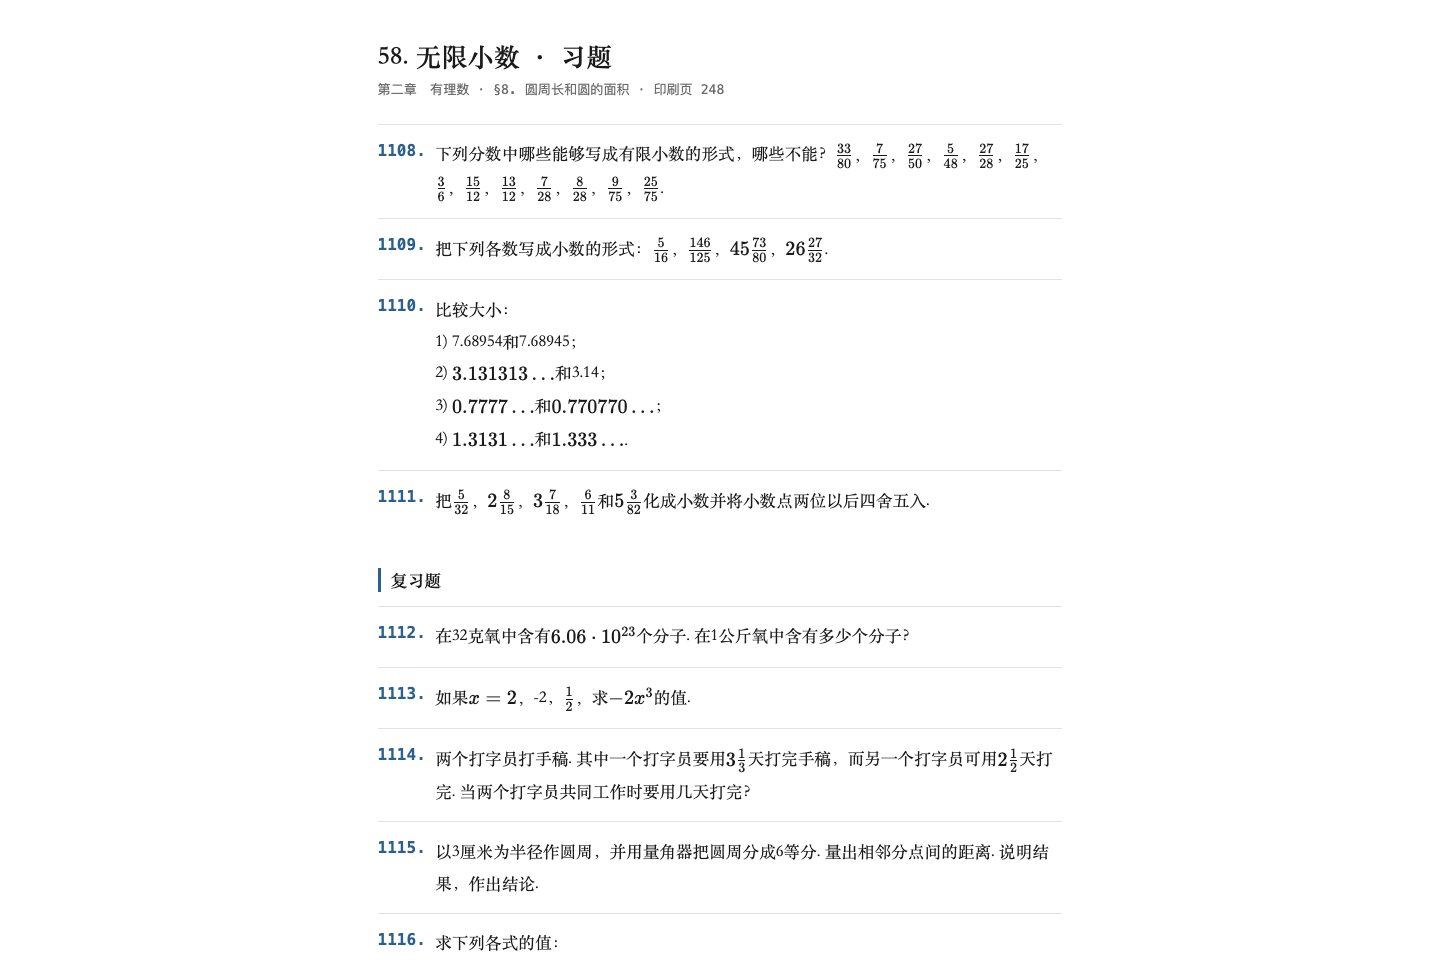 58. 无限小数 · 习题
第二章 有理数 · §8. 圆周长和圆的面积 · 印刷页 248
1108. 下列分数中哪些能够写成有限小数的形式，哪些不能？ 33/80，7/75，27/50，5/48，27/28，17/25，
3/6，15/12，13/12，7/28，8/28，9/75，25/75.
1109. 把下列各数写成小数的形式：5/16，146/125，45 73/80，26 27/32.
1110. 比较大小：
1) 7.68954和7.68945；
2) 3.131313...和3.14；
3) 0.7777...和0.770770...；
4) 1.3131...和1.333....
1111. 把5/32，2 8/15，3 7/18，6/11和5 3/82化成小数并将小数点两位以后四舍五入.
复习题
1112. 在32克氧中含有6.06 · 10^23个分子. 在1公斤氧中含有多少个分子？
1113. 如果x = 2，-2，1/2，求−2x^3的值.
1114. 两个打字员打手稿. 其中一个打字员要用3 1/3天打完手稿，而另一个打字员可用2 1/2天打
完. 当两个打字员共同工作时要用几天打完？
1115. 以3厘米为半径作圆周，并用量角器把圆周分成6等分. 量出相邻分点间的距离. 说明结
果，作出结论.
1116. 求下列各式的值：